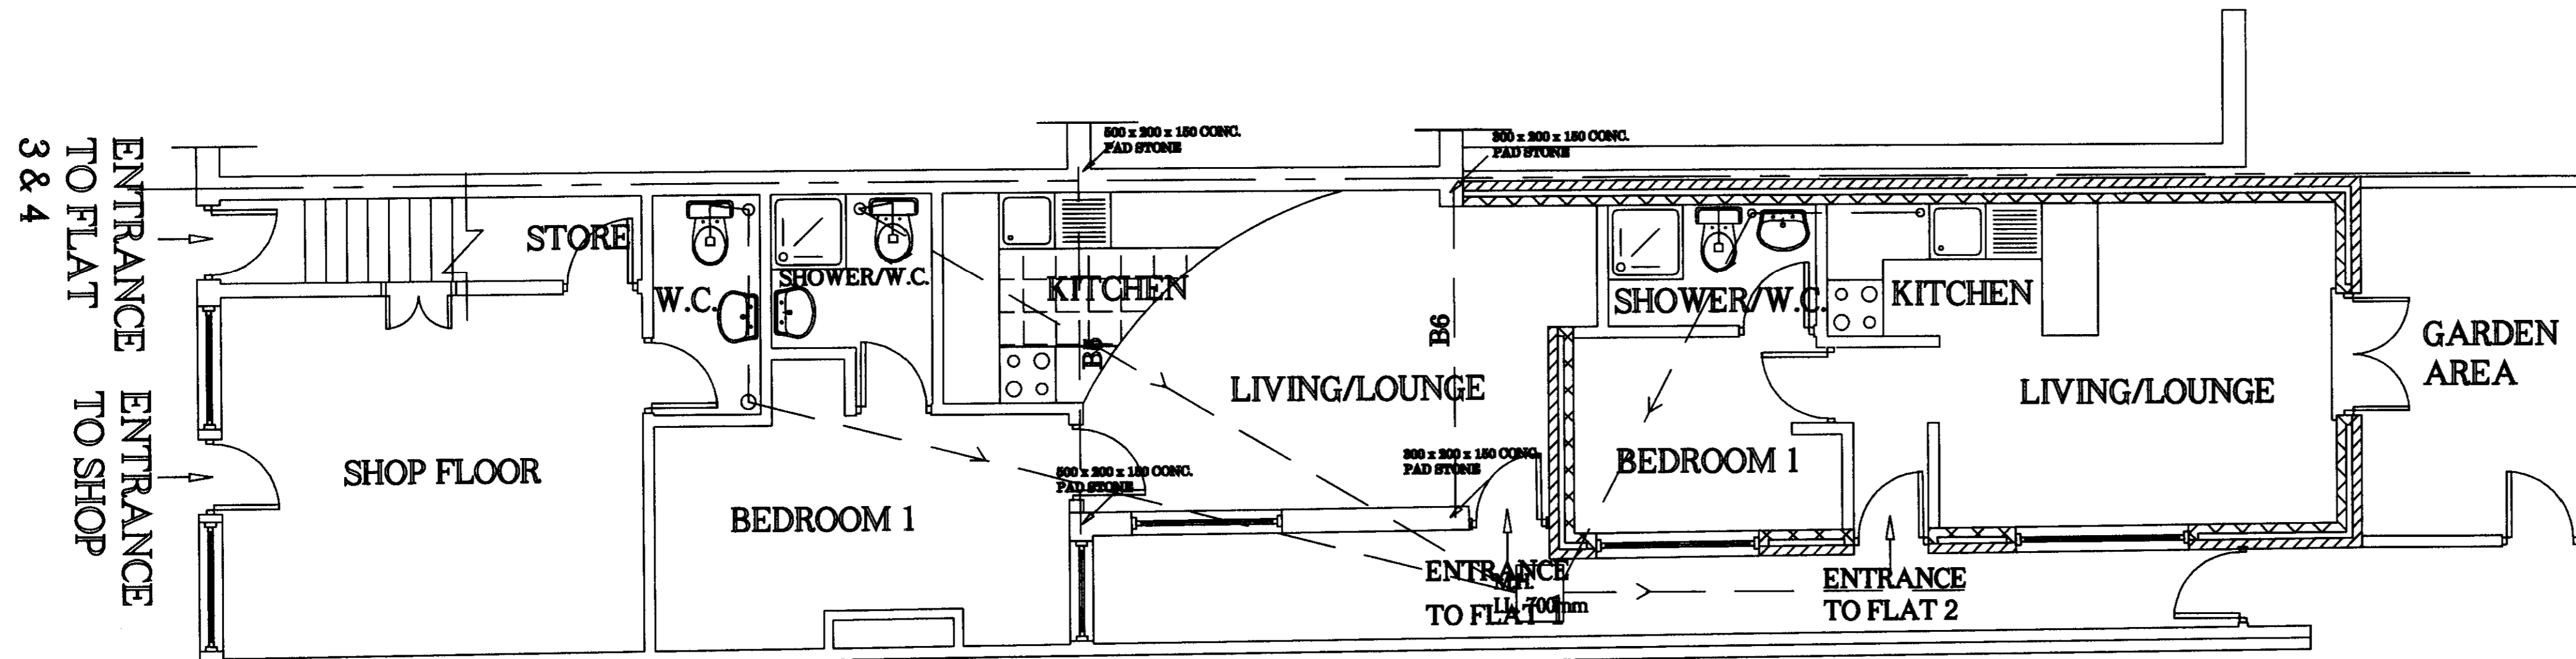 ENTRANCE
TO FLAT
3 & 4
ENTRANCE
TO SHOP
STORE
SHOP FLOOR
W.C.
SHOWER/W.C.
BEDROOM 1
KITCHEN
500 x 200 x 150 CONC.
PAD STONE
300 x 200 x 150 CONC.
PAD STONE
B6
LIVING/LOUNGE
500 x 200 x 150 CONC.
PAD STONE
300 x 200 x 150 CONC.
PAD STONE
ENTRANCE
TO FLAT 1
M.H.
I.L. 700mm
SHOWER/W.C.
KITCHEN
BEDROOM 1
LIVING/LOUNGE
ENTRANCE
TO FLAT 2
GARDEN
AREA